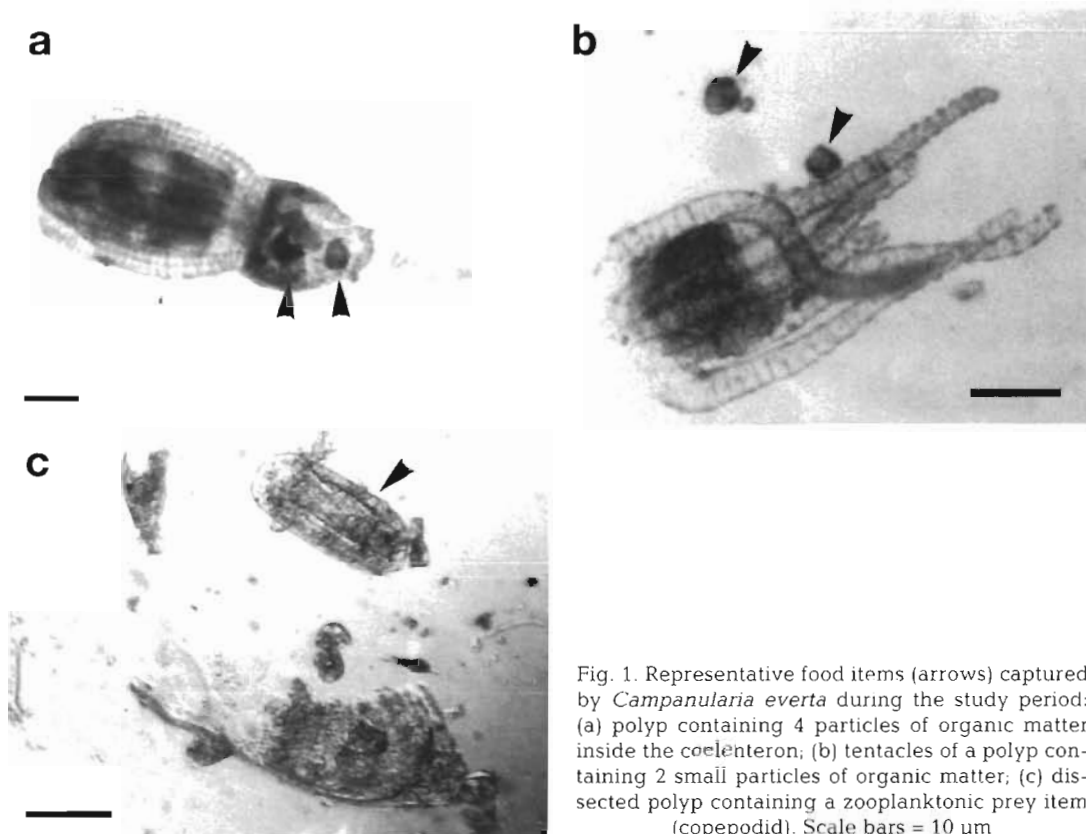 a
b
c
Fig. 1. Representative food items (arrows) captured
by Campanularia everta during the study period:
(a) polyp containing 4 particles of organic matter
inside the coelenteron; (b) tentacles of a polyp con-
taining 2 small particles of organic matter; (c) dis-
sected polyp containing a zooplanktonic prey item
(copepodid). Scale bars = 10 µm